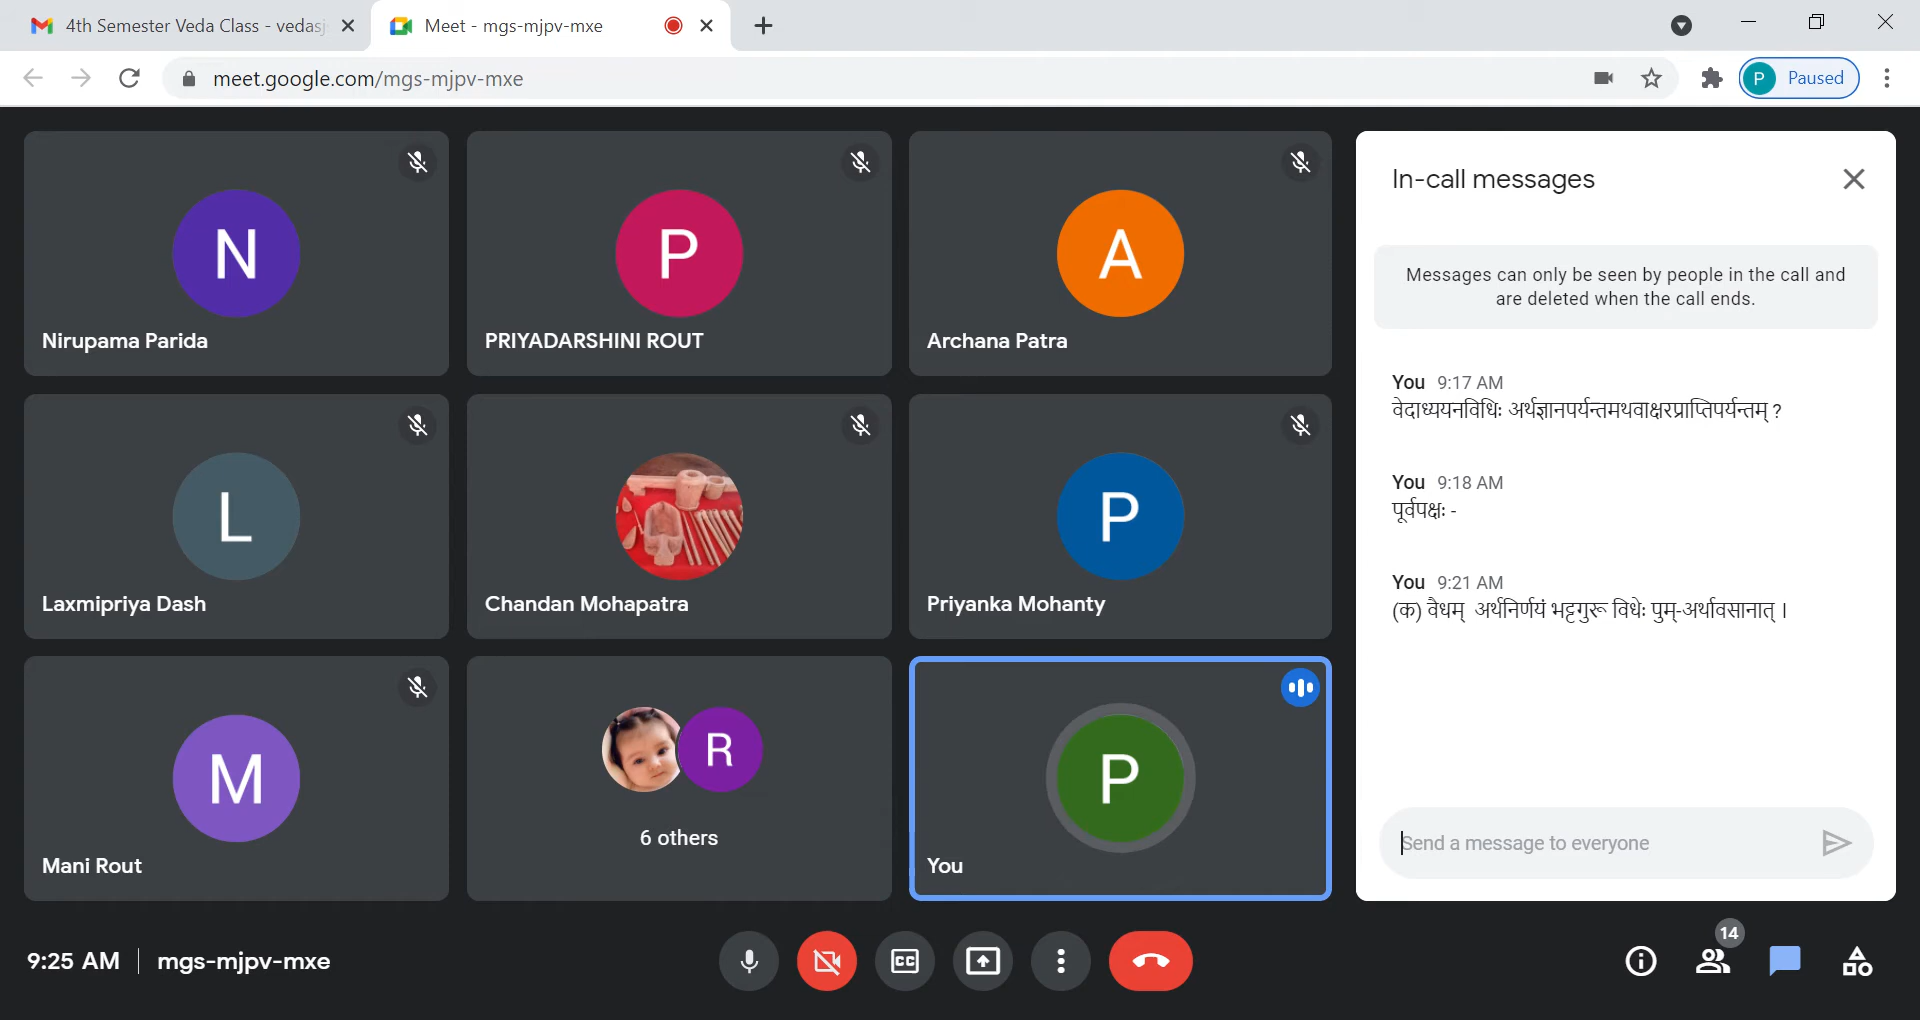 4th Semester Veda Class - vedasj
Meet - mgs-mjpv-mxe
meet.google.com/mgs-mjpv-mxe
P Paused
N
Nirupama Parida
P
PRIYADARSHINI ROUT
A
Archana Patra
L
Laxmipriya Dash
Chandan Mohapatra
P
Priyanka Mohanty
M
Mani Rout
R
6 others
P
You
In-call messages
Messages can only be seen by people in the call and
are deleted when the call ends.
You 9:17 AM
वेदाध्ययनविधिः अर्थज्ञानपर्यन्तमथवाक्षरप्राप्तिपर्यन्तम् ?
You 9:18 AM
पूर्वपक्षः -
You 9:21 AM
(क) वैधम् अर्थनिर्णयं भट्टगुरू विधेः पुम्-अर्थावसानात् ।
Send a message to everyone
9:25 AM | mgs-mjpv-mxe
CC
14